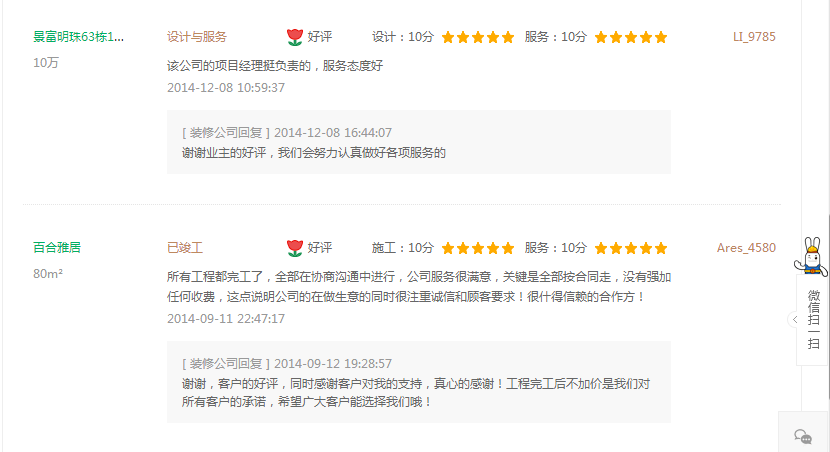 景富明珠63栋1... 设计与服务 好评 设计：10分 服务：10分 LI_9785
10万
该公司的项目经理挺负责的，服务态度好
2014-12-08 10:59:37
[ 装修公司回复 ] 2014-12-08 16:44:07
谢谢业主的好评，我们会努力认真做好各项服务的
百合雅居 已竣工 好评 施工：10分 服务：10分 Ares_4580
80m²
所有工程都完工了，全部在协商沟通中进行，公司服务很满意，关键是全部按合同走，没有强加
任何收费，这点说明公司的在做生意的同时很注重诚信和顾客要求！很什得信赖的合作方！
2014-09-11 22:47:17
[ 装修公司回复 ] 2014-09-12 19:28:57
谢谢，客户的好评，同时感谢客户对我的支持，真心的感谢！工程完工后不加价是我们对
所有客户的承诺，希望广大客户能选择我们哦！
微信扫一扫